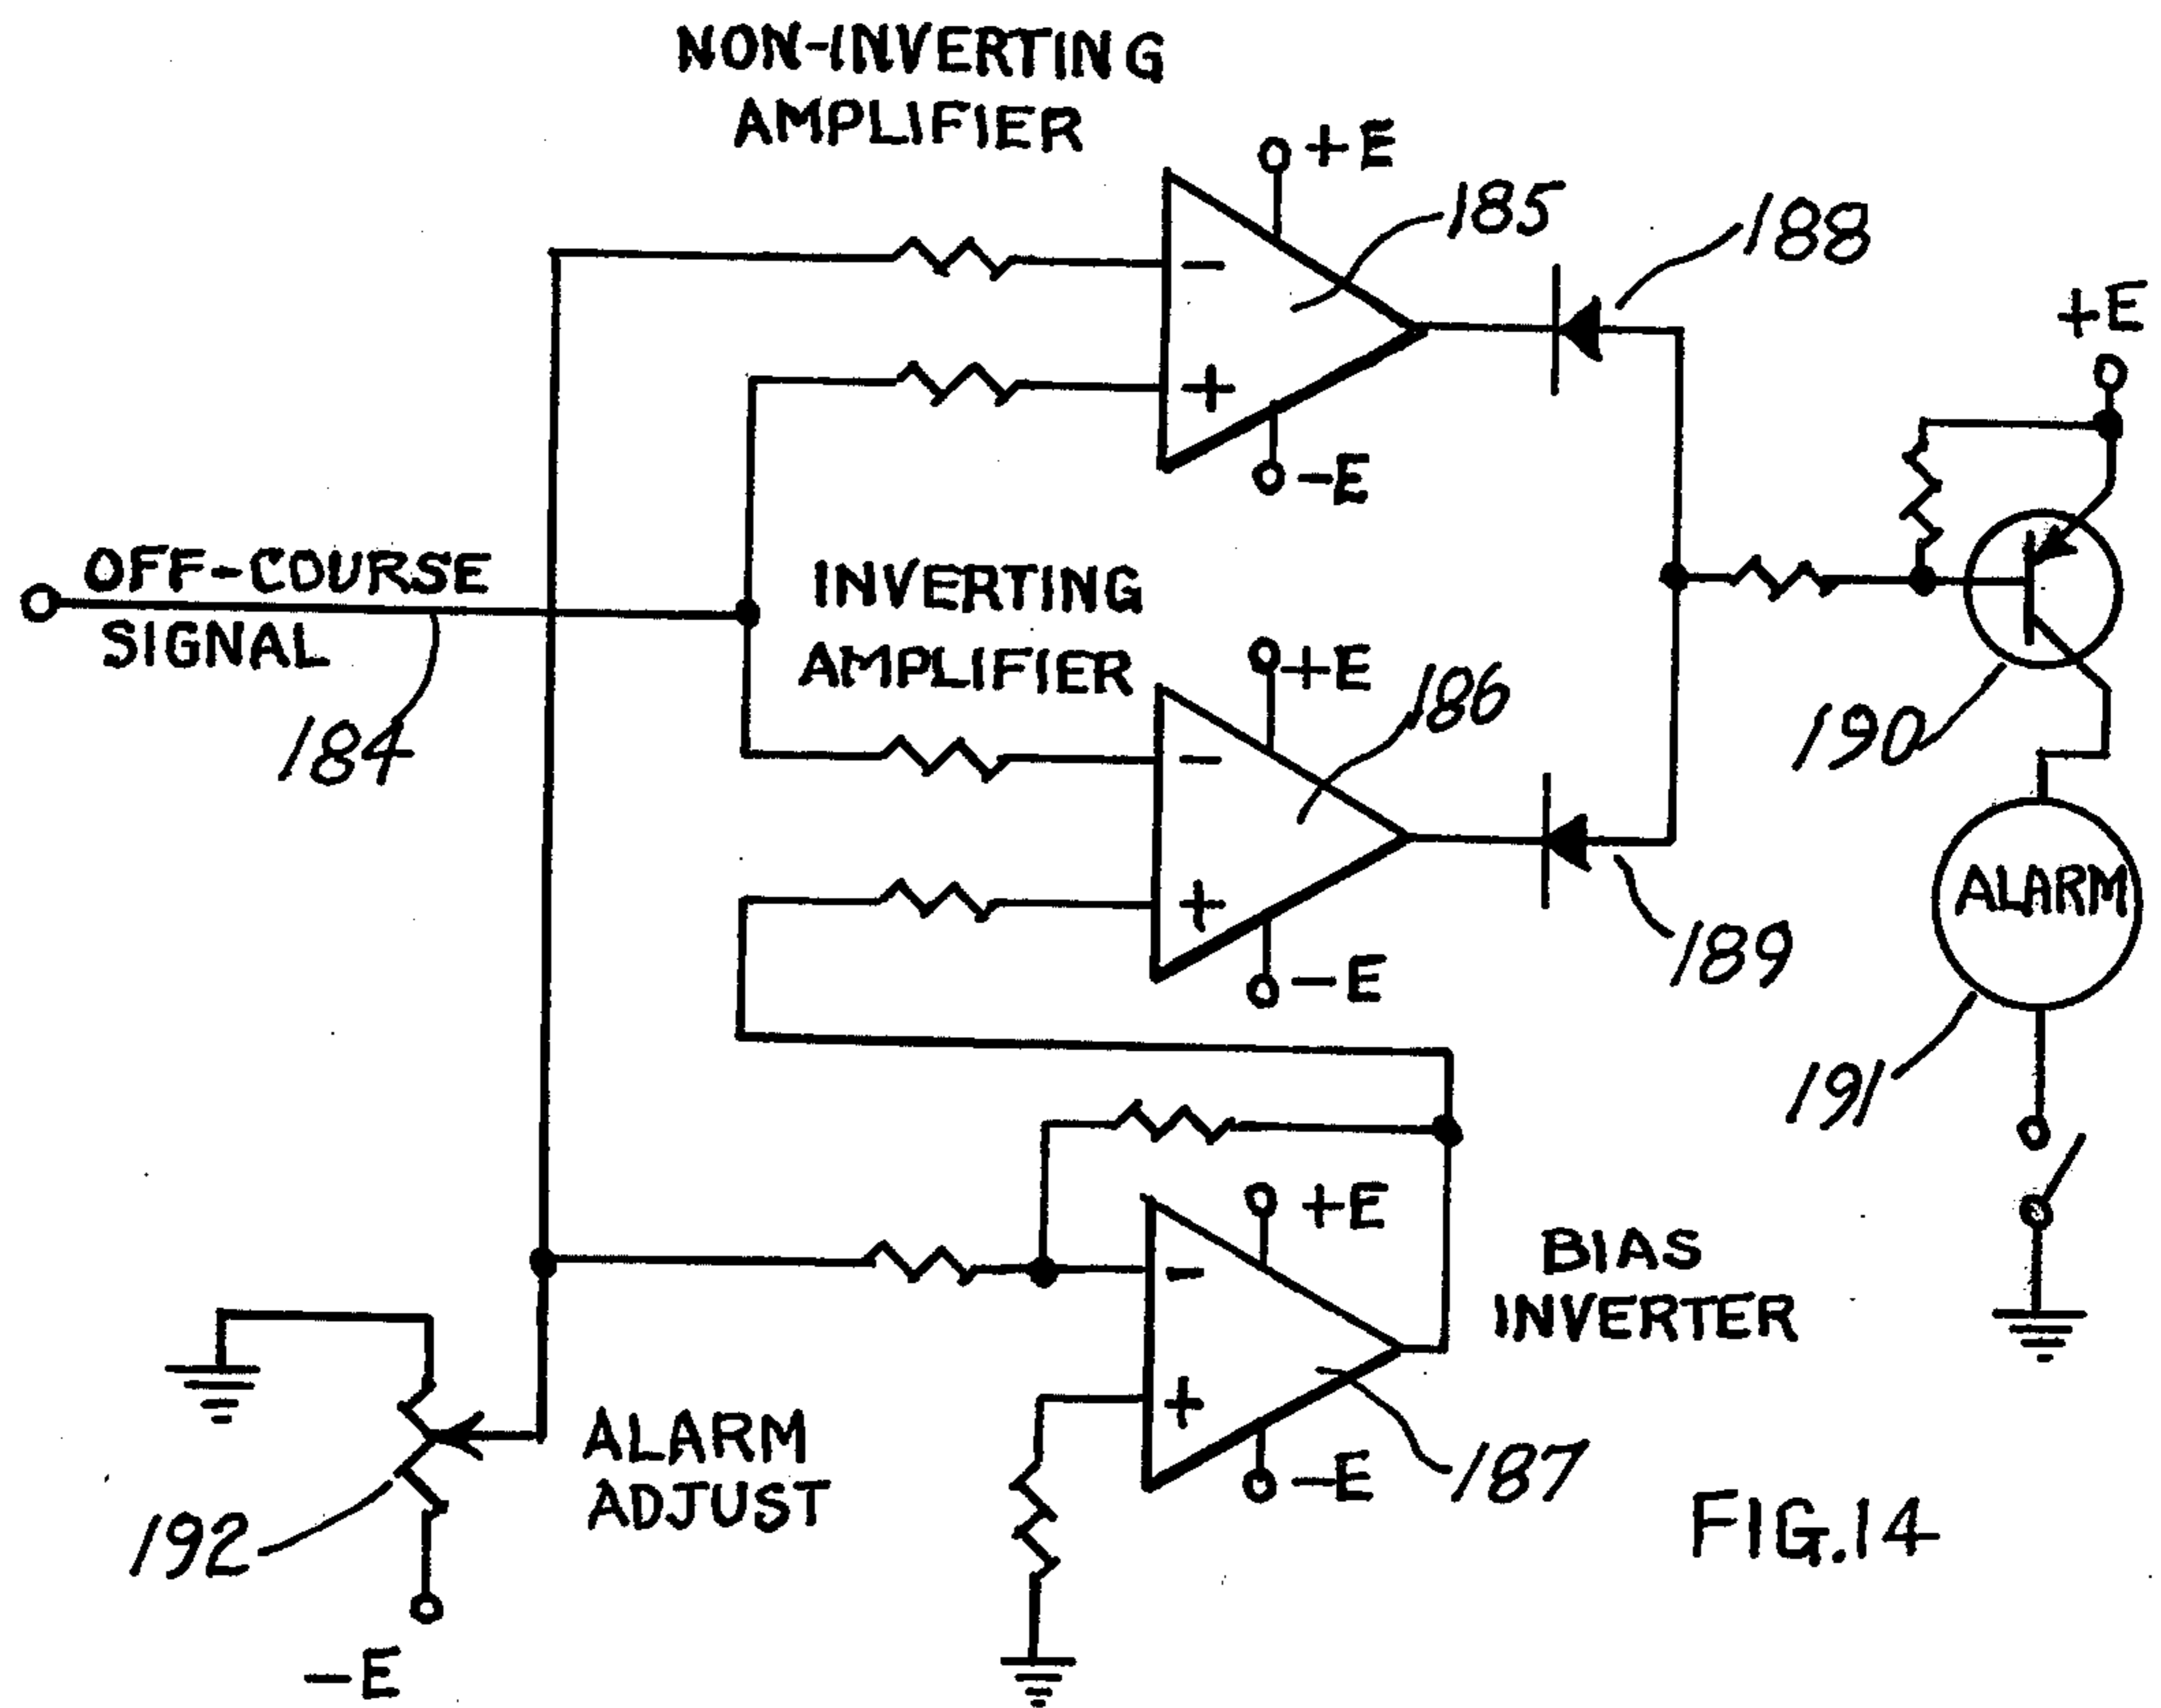 NON-INVERTING
AMPLIFIER
+E
185
188
-
+
-E
+E
OFF-COURSE
SIGNAL
184
INVERTING
AMPLIFIER
+E
186
190
-
+
-E
189
ALARM
191
+E
BIAS
INVERTER
-
+
-E
187
ALARM
ADJUST
192
-E
FIG.14